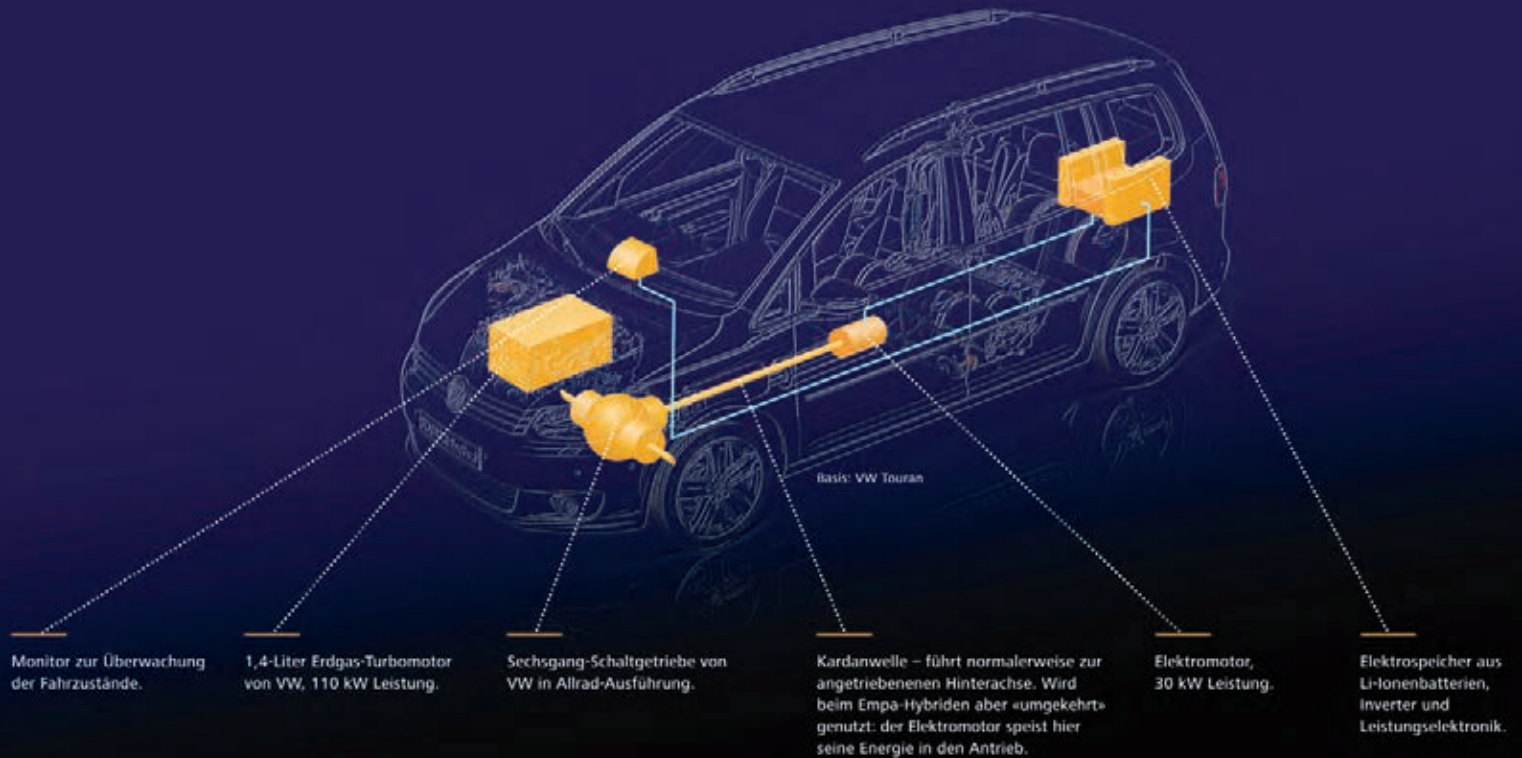 Basis: VW Touran
Monitor zur Überwachung
der Fahrzustände.
1,4-Liter Erdgas-Turbomotor
von VW, 110 kW Leistung.
Sechsgang-Schaltgetriebe von
VW in Allrad-Ausführung.
Kardanwelle – führt normalerweise zur
angetriebenenen Hinterachse. Wird
beim Empa-Hybriden aber «umgekehrt»
genutzt: der Elektromotor speist hier
seine Energie in den Antrieb.
Elektromotor,
30 kW Leistung.
Elektrospeicher aus
Li-Ionenbatterien,
Inverter und
Leistungselektronik.